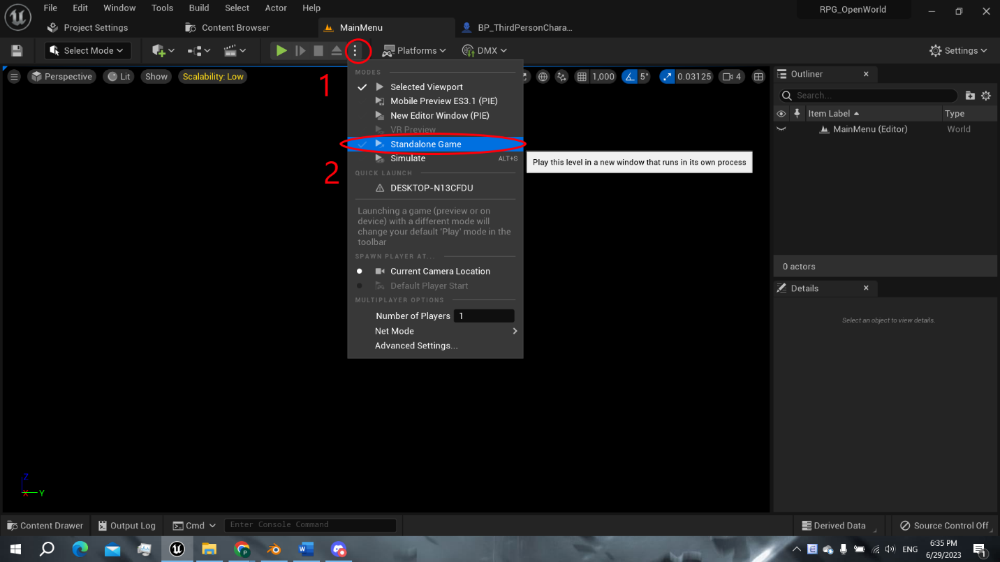 File Edit Window Tools Build Select Actor Help
RPG_OpenWorld
Project Settings
Content Browser
MainMenu
BP_ThirdPersonChara...
Select Mode
Platforms
DMX
Settings
Perspective
Lit
Show
Scalability: Low
1,000
5°
0.03125
4
1
MODES
Selected Viewport
Mobile Preview ES3.1 (PIE)
New Editor Window (PIE)
VR Preview
Standalone Game
Simulate ALT+S
2
Play this level in a new window that runs in its own process
QUICK LAUNCH
DESKTOP-N13CFDU
Launching a game (preview or on
device) with a different mode will
change your default 'Play' mode in the
toolbar
SPAWN PLAYER AT...
Current Camera Location
Default Player Start
MULTIPLAYER OPTIONS
Number of Players 1
Net Mode
Advanced Settings...
Outliner
Search...
Item Label Type
MainMenu (Editor) World
0 actors
Details
Select an object to view details.
Z
X Y
Content Drawer
Output Log
Cmd
Enter Console Command
Derived Data
Source Control Off
ENG
6:35 PM
6/29/2023
1